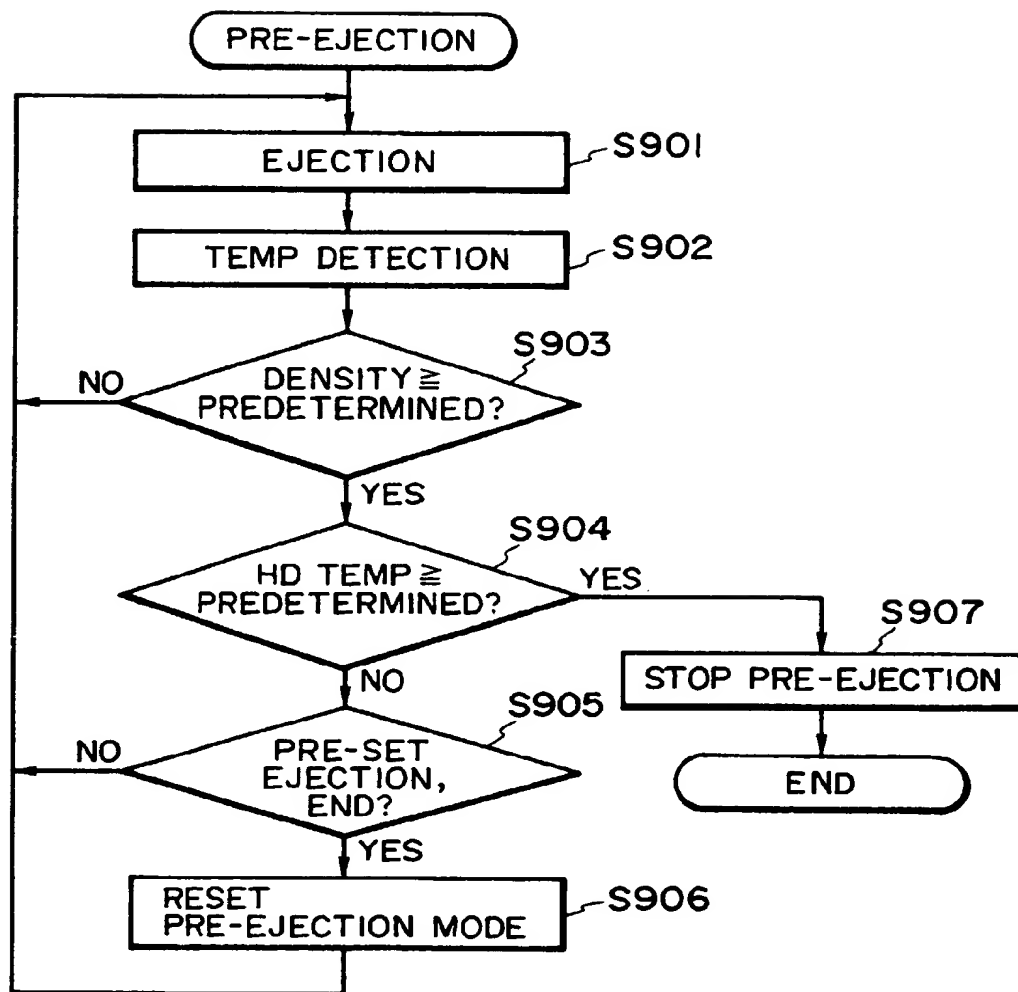 PRE-EJECTION
EJECTION
S901
TEMP DETECTION
S902
S903
DENSITY ≧
PREDETERMINED?
NO
YES
S904
HD TEMP ≧
PREDETERMINED?
YES
S907
STOP PRE-EJECTION
END
NO
S905
PRE-SET
EJECTION,
END?
NO
YES
RESET
PRE-EJECTION MODE
S906